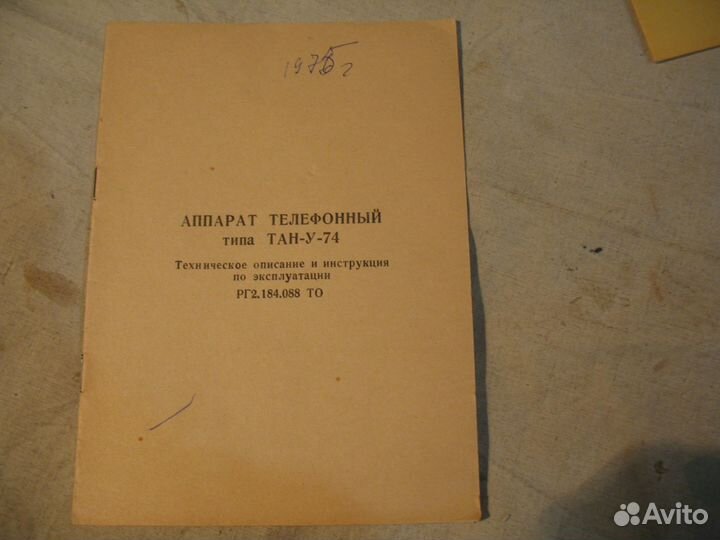 АППАРАТ ТЕЛЕФОННЫЙ
типа ТАН-У-74
Техническое описание и инструкция
по эксплуатации
РГ2.184.088 ТО
Avito